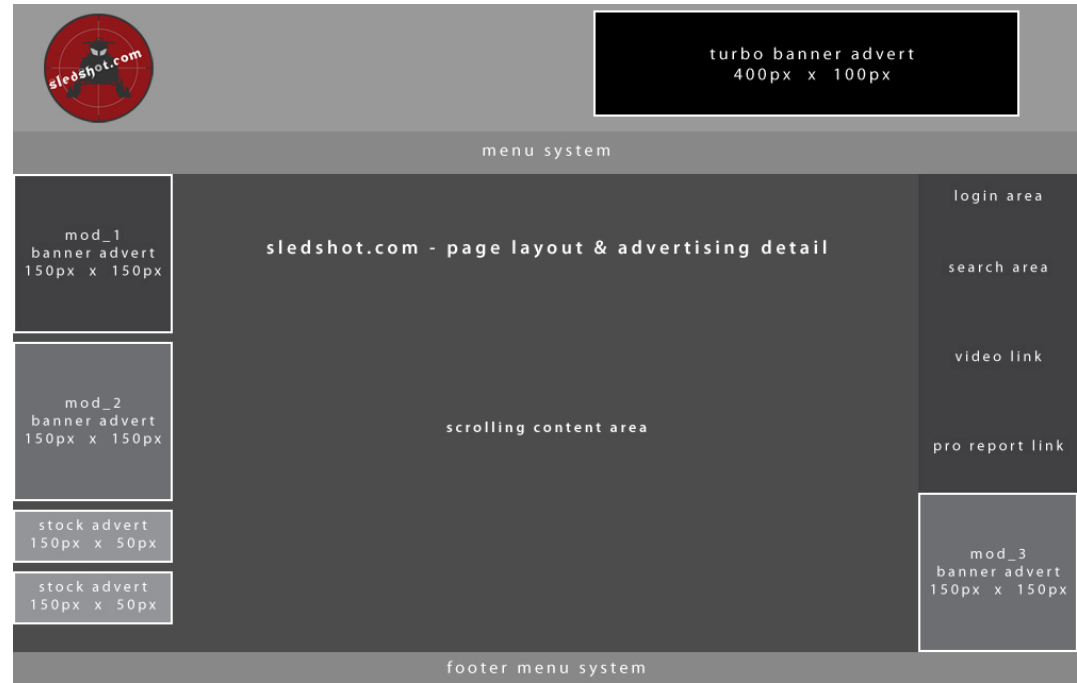 sledshot.com
turbo banner advert
400px x 100px
menu system
mod_1
banner advert
150px x 150px
mod_2
banner advert
150px x 150px
stock advert
150px x 50px
stock advert
150px x 50px
sledshot.com - page layout & advertising detail
scrolling content area
login area
search area
video link
pro report link
mod_3
banner advert
150px x 150px
footer menu system